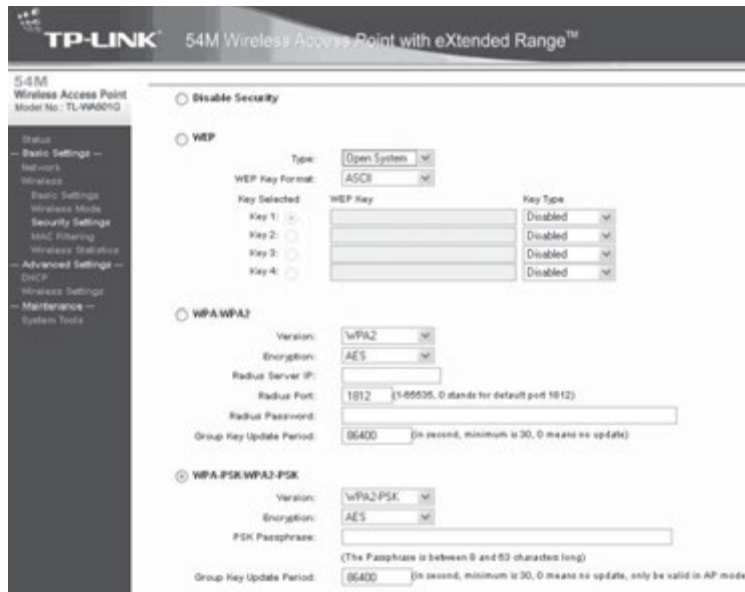 TP-LINK 54M Wireless Access Point with eXtended Range™
54M
Wireless Access Point
Model No.: TL-WA601G
Status
— Basic Settings —
Network
Wireless
Basic Settings
Wireless Mode
Security Settings
MAC Filtering
Wireless Statistics
— Advanced Settings —
DHCP
Wireless Settings
— Maintenance —
System Tools
Disable Security
WEP
Type: Open System
WEP Key Format: ASCII
Key Selected WEP Key Key Type
Key 1: Disabled
Key 2: Disabled
Key 3: Disabled
Key 4: Disabled
WPA/WPA2
Version: WPA2
Encryption: AES
Radius Server IP:
Radius Port: 1812 (1-65535, 0 stands for default port 1812)
Radius Password:
Group Key Update Period: 86400 (in second, minimum is 30, 0 means no update)
WPA-PSK/WPA2-PSK
Version: WPA2-PSK
Encryption: AES
PSK Passphrase:
(The Passphrase is between 8 and 63 characters long)
Group Key Update Period: 86400 (in second, minimum is 30, 0 means no update, only be valid in AP mode